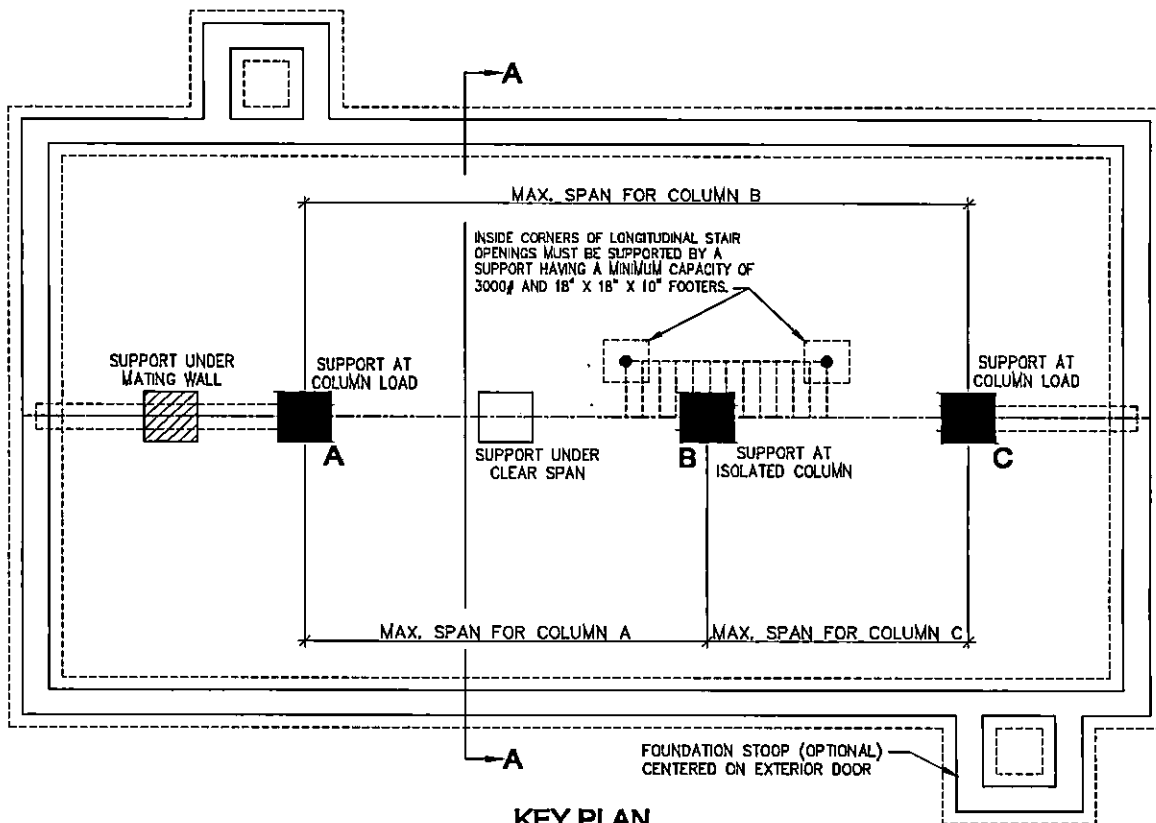 A
MAX. SPAN FOR COLUMN B
INSIDE CORNERS OF LONGITUDINAL STAIR
OPENINGS MUST BE SUPPORTED BY A
SUPPORT HAVING A MINIMUM CAPACITY OF
3000# AND 18" X 18" X 10" FOOTERS.
SUPPORT UNDER
MATING WALL
SUPPORT AT
COLUMN LOAD
SUPPORT AT
COLUMN LOAD
A
SUPPORT UNDER
CLEAR SPAN
B
SUPPORT AT
ISOLATED COLUMN
C
MAX. SPAN FOR COLUMN A
MAX. SPAN FOR COLUMN C
A
FOUNDATION STOOP (OPTIONAL)
CENTERED ON EXTERIOR DOOR
KEY PLAN